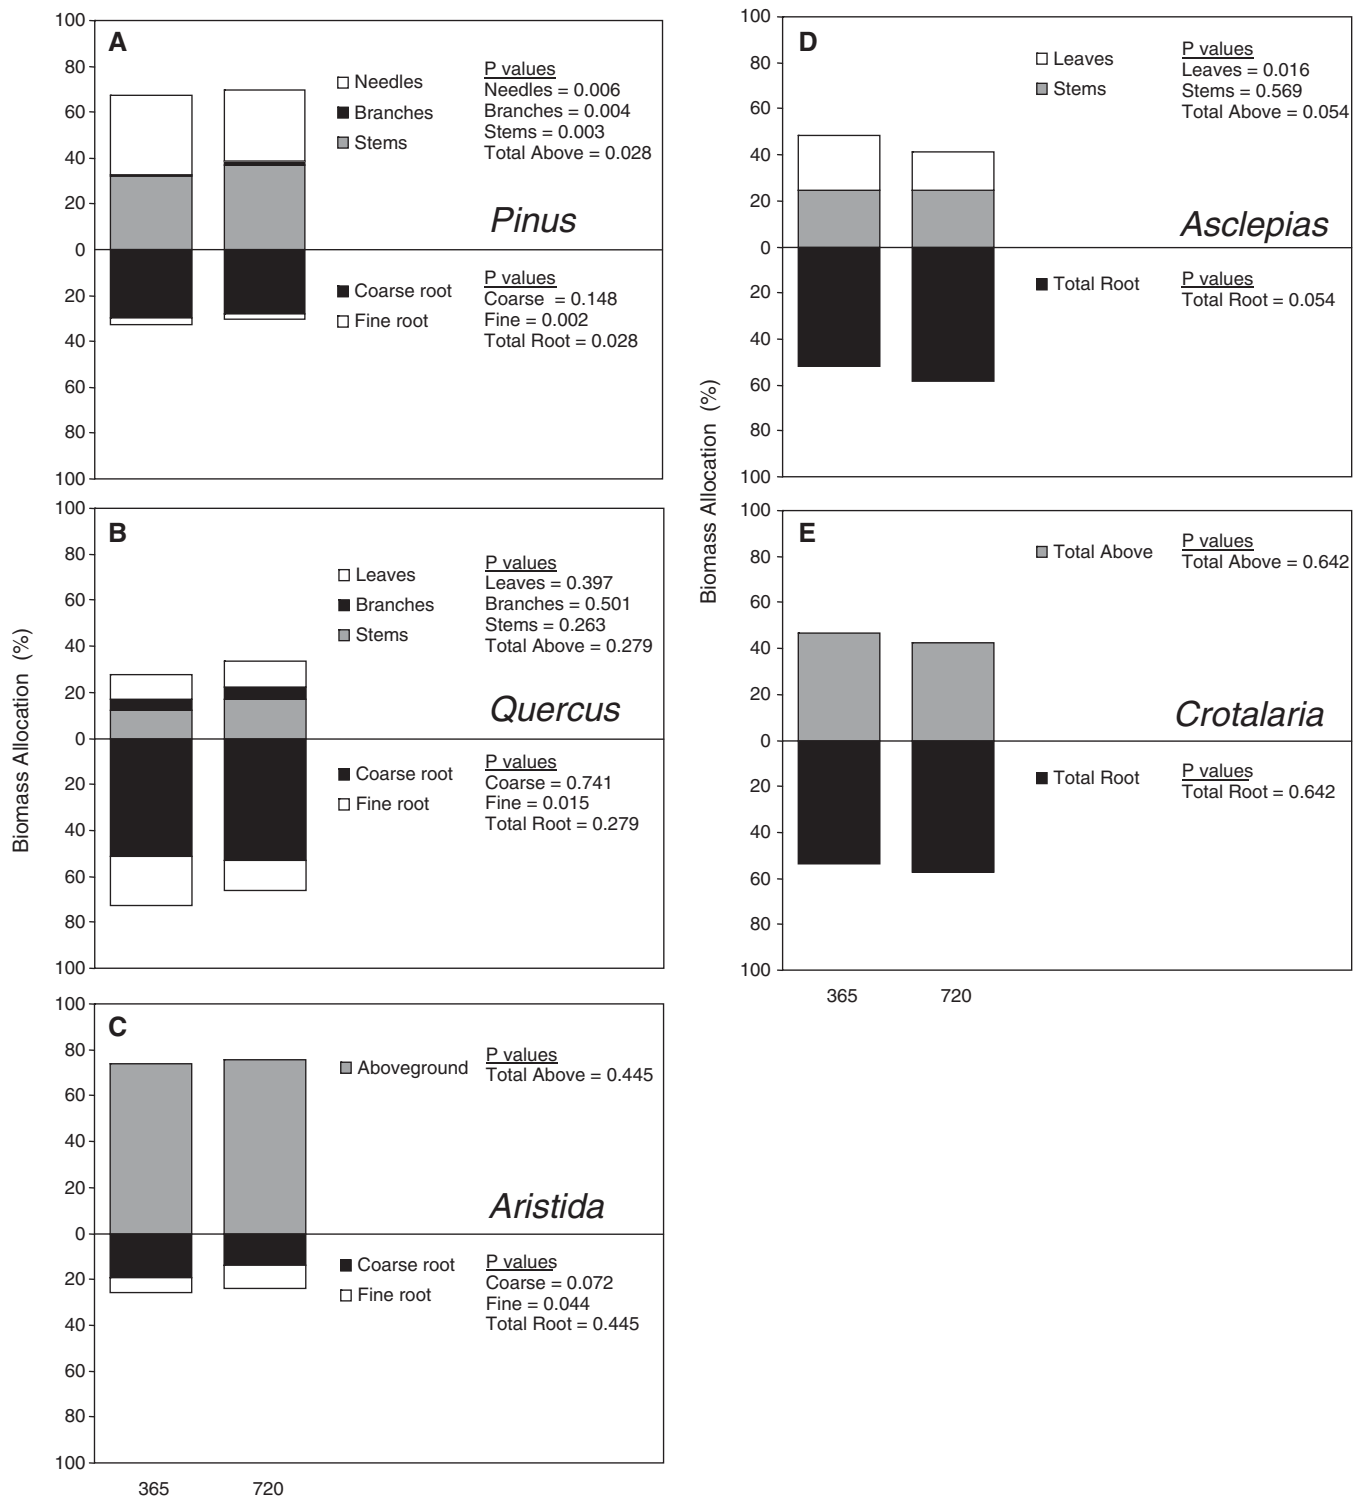 A
100
80
60
40
20
0
20
40
60
80
100
Needles
Branches
Stems
P values
Needles = 0.006
Branches = 0.004
Stems = 0.003
Total Above = 0.028
Pinus
Coarse root
Fine root
P values
Coarse = 0.148
Fine = 0.002
Total Root = 0.028
B
100
80
60
40
20
0
20
40
60
80
100
Biomass Allocation (%)
Leaves
Branches
Stems
P values
Leaves = 0.397
Branches = 0.501
Stems = 0.263
Total Above = 0.279
Quercus
Coarse root
Fine root
P values
Coarse = 0.741
Fine = 0.015
Total Root = 0.279
C
100
80
60
40
20
0
20
40
60
80
100
Aboveground
P values
Total Above = 0.445
Aristida
Coarse root
Fine root
P values
Coarse = 0.072
Fine = 0.044
Total Root = 0.445
365 720
D
100
80
60
40
20
0
20
40
60
80
100
Biomass Allocation (%)
Leaves
Stems
P values
Leaves = 0.016
Stems = 0.569
Total Above = 0.054
Asclepias
Total Root
P values
Total Root = 0.054
E
100
80
60
40
20
0
20
40
60
80
100
Total Above
P values
Total Above = 0.642
Crotalaria
Total Root
P values
Total Root = 0.642
365 720